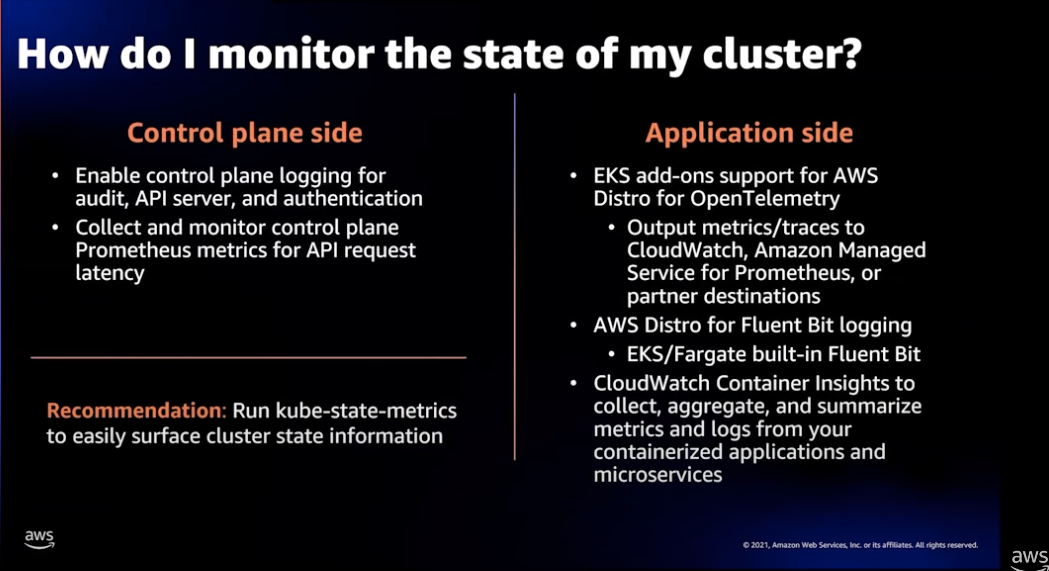 How do I monitor the state of my cluster?
Control plane side
• Enable control plane logging for
audit, API server, and authentication
• Collect and monitor control plane
Prometheus metrics for API request
latency
Recommendation: Run kube-state-metrics
to easily surface cluster state information
Application side
• EKS add-ons support for AWS
Distro for OpenTelemetry
• Output metrics/traces to
CloudWatch, Amazon Managed
Service for Prometheus, or
partner destinations
• AWS Distro for Fluent Bit logging
• EKS/Fargate built-in Fluent Bit
• CloudWatch Container Insights to
collect, aggregate, and summarize
metrics and logs from your
containerized applications and
microservices
aws
© 2021, Amazon Web Services, Inc. or its affiliates. All rights reserved.
aws